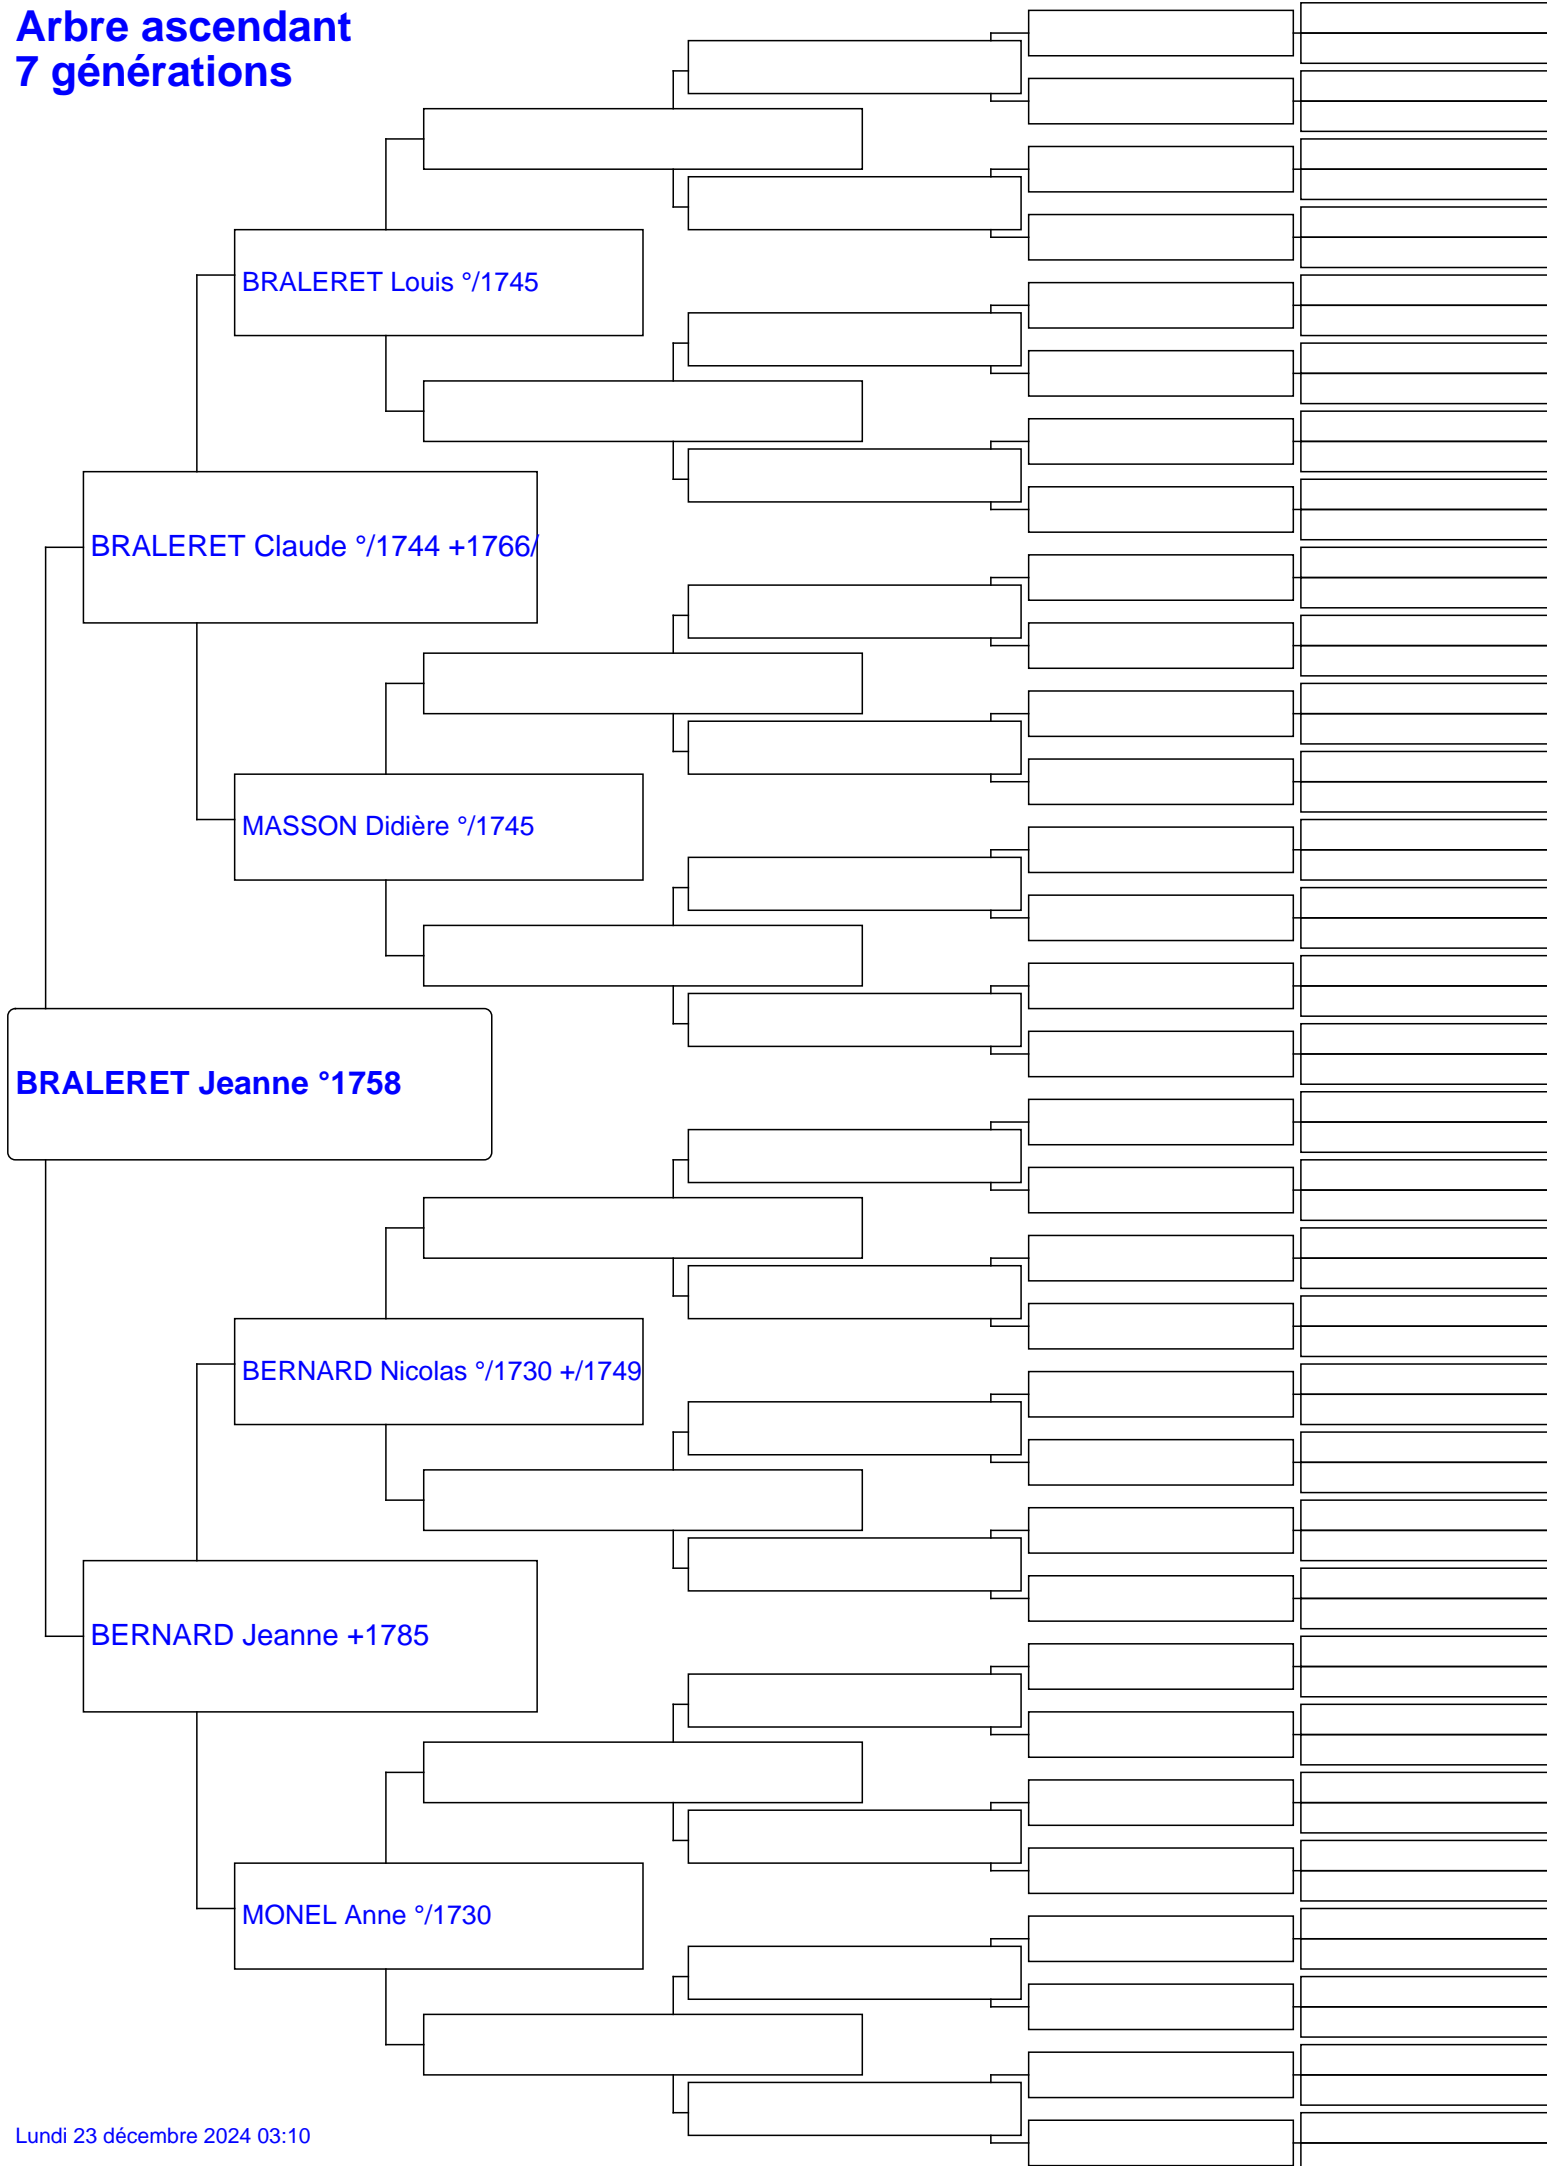 Arbre ascendant
7 générations
BRALERET Louis °/1745
BRALERET Claude °/1744 +1766/
MASSON Didière °/1745
BRALERET Jeanne °1758
BERNARD Nicolas °/1730 +/1749
BERNARD Jeanne +1785
MONEL Anne °/1730
Lundi 23 décembre 2024 03:10